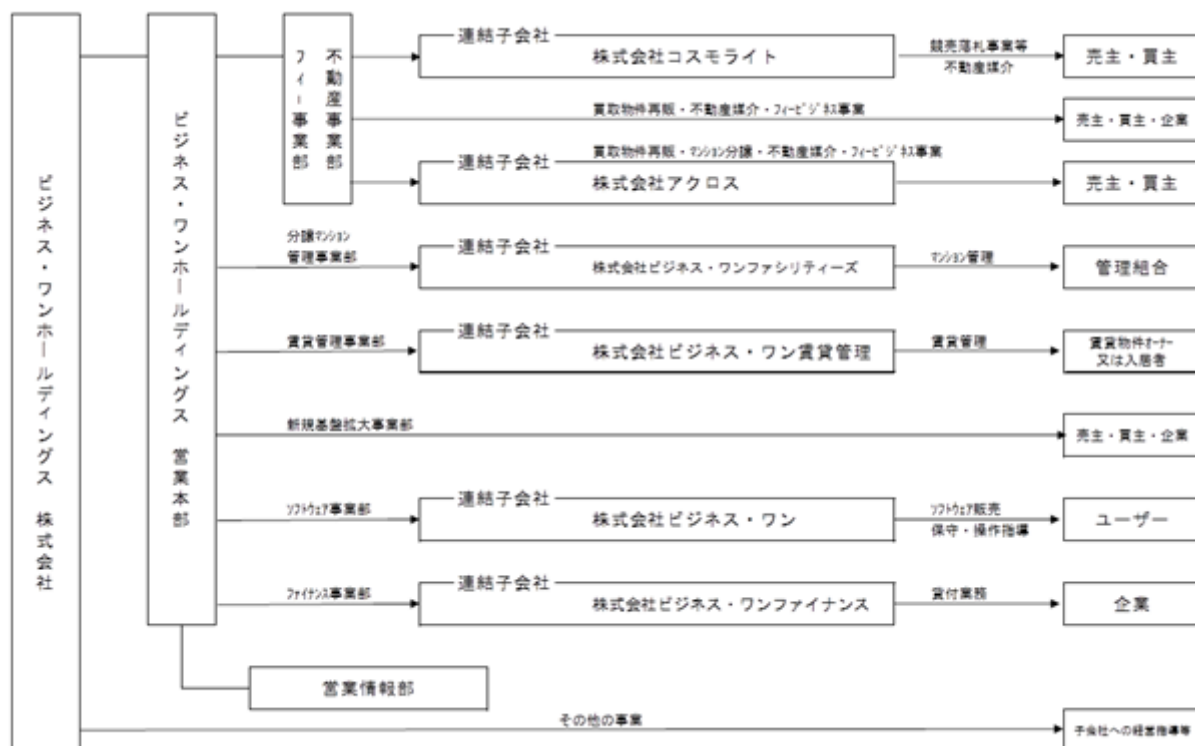 ビジネス・ワンホールディングス 株式会社
ビジネス・ワンホールディングス 営業本部
不動産事業部
フィー事業部
連結子会社
株式会社コスモライト
競売落札事業等
不動産媒介
売主・買主
買取物件再販・不動産媒介・フィービジネス事業
売主・買主・企業
買取物件再販・マンション分譲・不動産媒介・フィービジネス事業
連結子会社
株式会社アクロス
売主・買主
分譲マンション
管理事業部
連結子会社
株式会社ビジネス・ワンファシリティーズ
マンション管理
管理組合
賃貸管理事業部
連結子会社
株式会社ビジネス・ワン賃貸管理
賃貸管理
賃貸物件オーナー
又は入居者
新規基盤拡大事業部
売主・買主・企業
ソフトウェア事業部
連結子会社
株式会社ビジネス・ワン
ソフトウェア販売
保守・操作指導
ユーザー
ファイナンス事業部
連結子会社
株式会社ビジネス・ワンファイナンス
貸付業務
企業
営業情報部
その他の事業
子会社への経営指導等